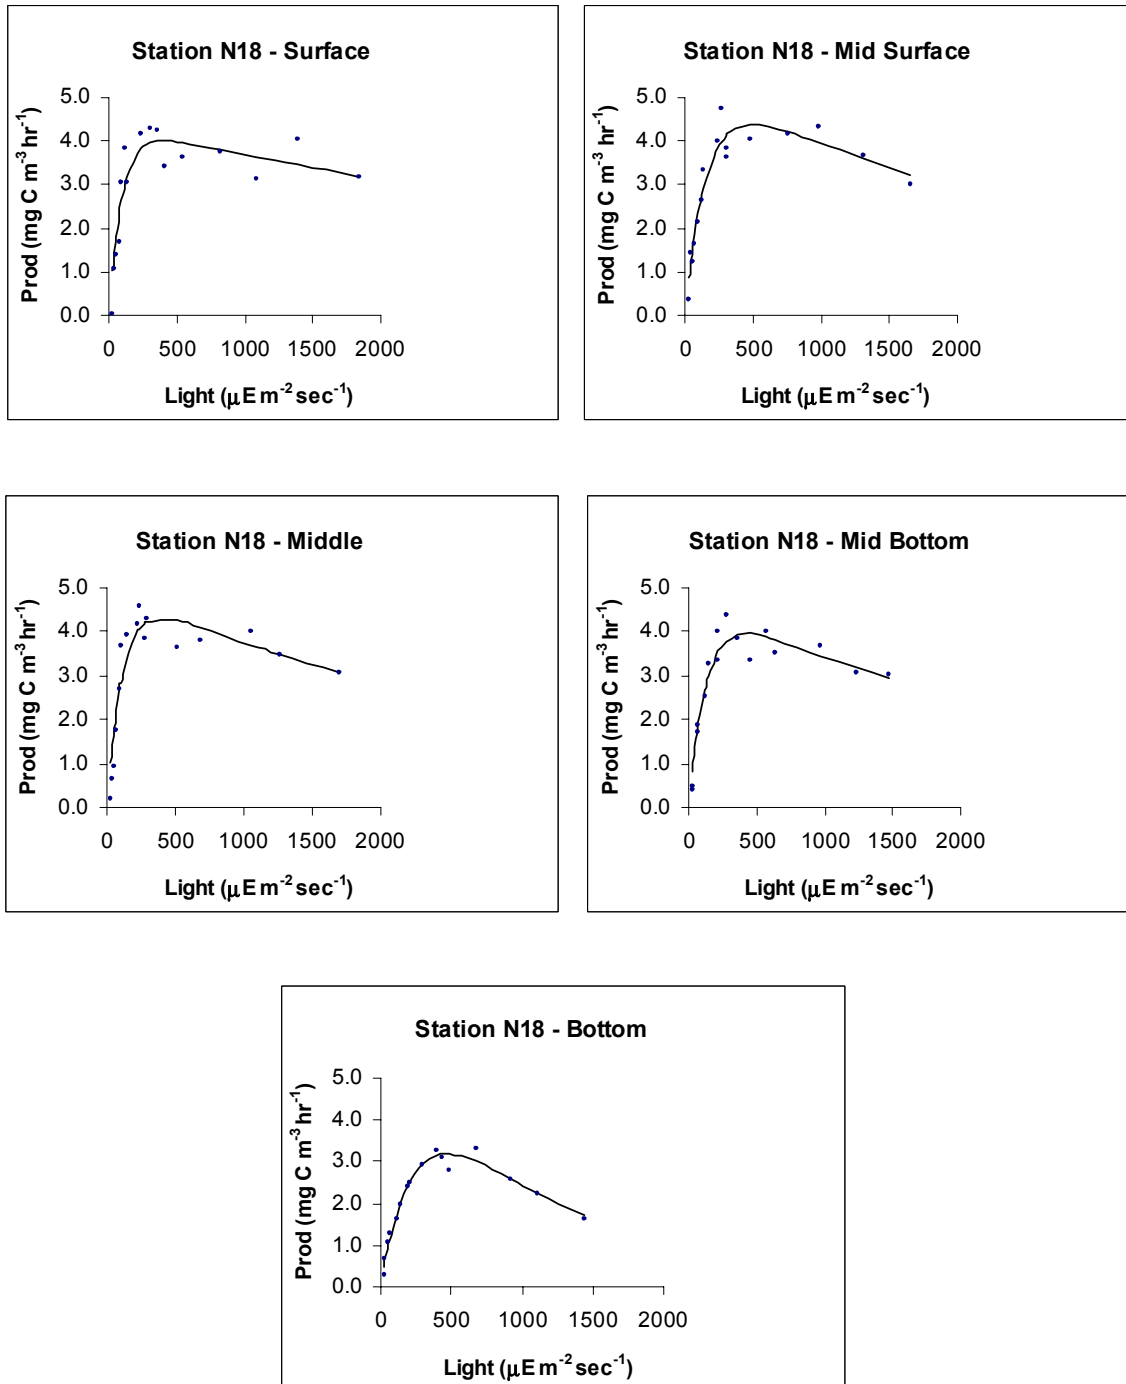 Station N18 - Surface
Prod (mg C m⁻³ hr⁻¹)
5.0
4.0
3.0
2.0
1.0
0.0
0 500 1000 1500 2000
Light (µE m⁻² sec⁻¹)
Station N18 - Mid Surface
Prod (mg C m⁻³ hr⁻¹)
5.0
4.0
3.0
2.0
1.0
0.0
0 500 1000 1500 2000
Light (µE m⁻² sec⁻¹)
Station N18 - Middle
Prod (mg C m⁻³ hr⁻¹)
5.0
4.0
3.0
2.0
1.0
0.0
0 500 1000 1500 2000
Light (µE m⁻² sec⁻¹)
Station N18 - Mid Bottom
Prod (mg C m⁻³ hr⁻¹)
5.0
4.0
3.0
2.0
1.0
0.0
0 500 1000 1500 2000
Light (µE m⁻² sec⁻¹)
Station N18 - Bottom
Prod (mg C m⁻³ hr⁻¹)
5.0
4.0
3.0
2.0
1.0
0.0
0 500 1000 1500 2000
Light (µE m⁻² sec⁻¹)